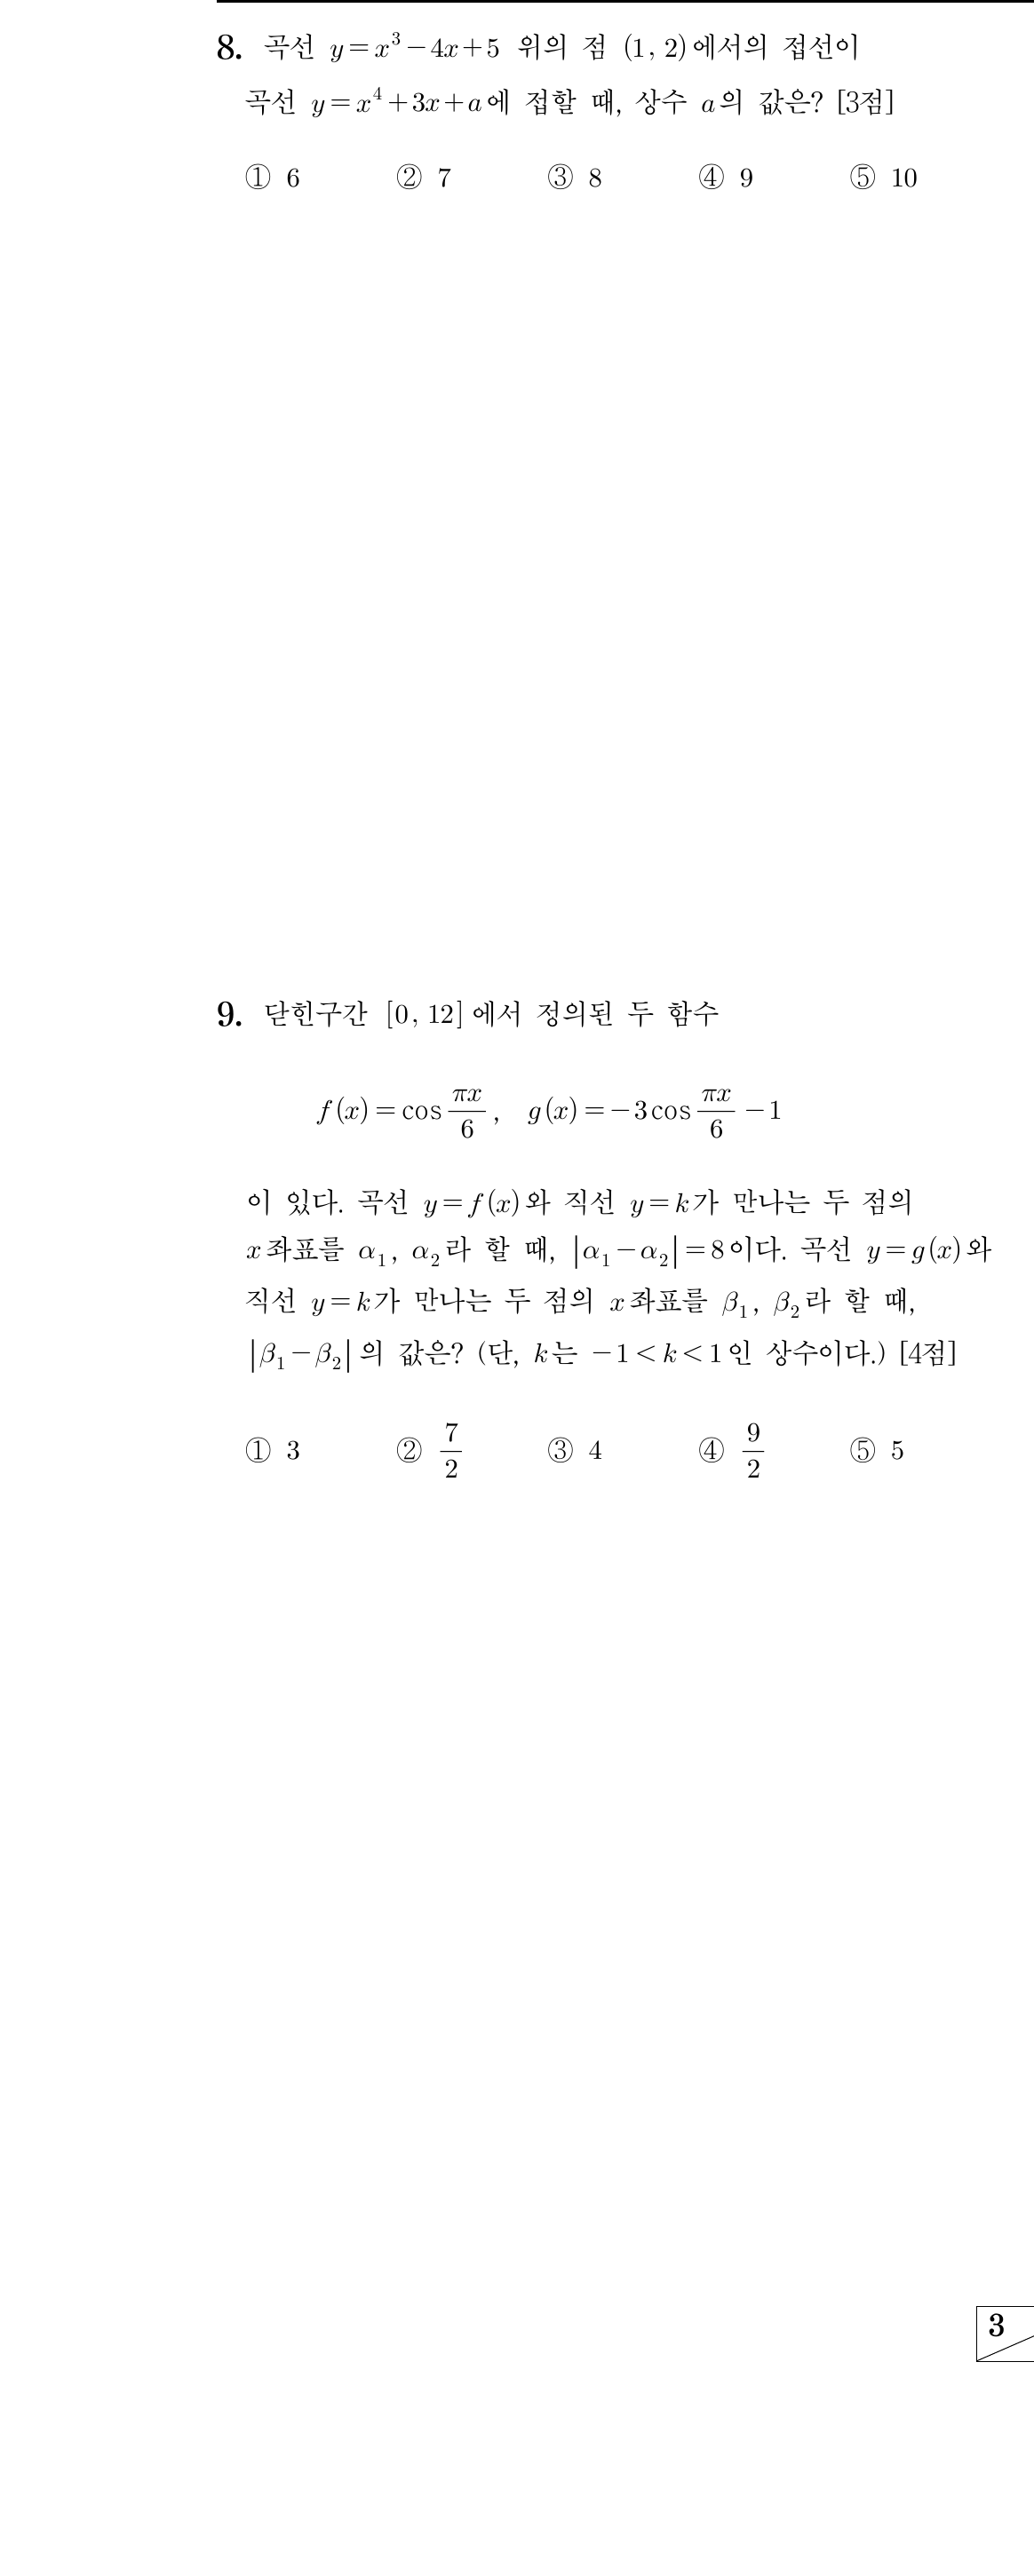 8. 곡선 y=x³-4x+5 위의 점 (1, 2)에서의 접선이
곡선 y=x⁴+3x+a에 접할 때, 상수 a의 값은? [3점]
① 6 ② 7 ③ 8 ④ 9 ⑤ 10
9. 닫힌구간 [0, 12]에서 정의된 두 함수
f(x)=cos πx/6, g(x)=-3cos πx/6 -1
이 있다. 곡선 y=f(x)와 직선 y=k가 만나는 두 점의
x좌표를 α₁, α₂라 할 때, |α₁-α₂|=8이다. 곡선 y=g(x)와
직선 y=k가 만나는 두 점의 x좌표를 β₁, β₂라 할 때,
|β₁-β₂|의 값은? (단, k는 -1<k<1인 상수이다.) [4점]
① 3 ② 7/2 ③ 4 ④ 9/2 ⑤ 5
3